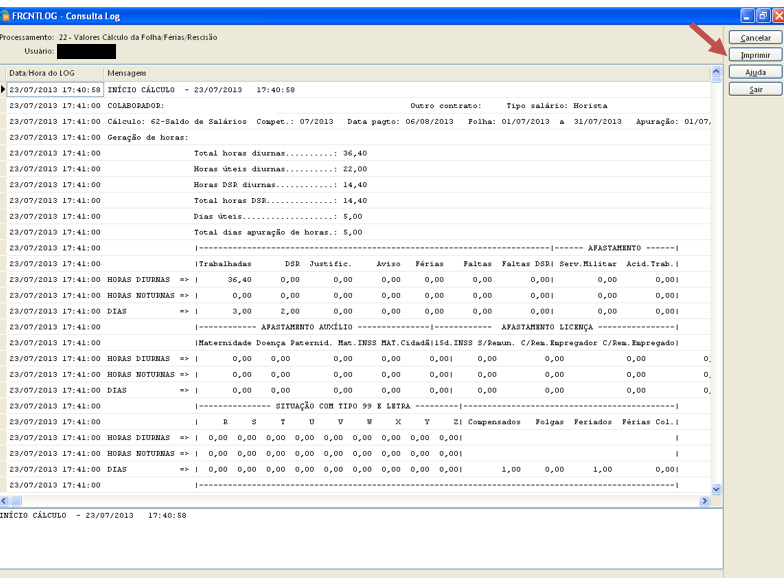 FRCNTLOG - Consulta Log
Processamento: 22 - Valores Cálculo da Folha/Férias/Rescisão
Usuário:
Cancelar
Imprimir
Ajuda
Sair
Data/Hora do LOG Mensagem
23/07/2013 17:40:58 INÍCIO CÁLCULO - 23/07/2013 17:40:58
23/07/2013 17:41:00 COLABORADOR: Outro contrato: Tipo salário: Horista
23/07/2013 17:41:00 Cálculo: 62-Saldo de Salários Compet.: 07/2013 Data pagto: 06/08/2013 Folha: 01/07/2013 a 31/07/2013 Apuração: 01/07,
23/07/2013 17:41:00 Geração de horas:
23/07/2013 17:41:00 Total horas diurnas..........: 36,40
23/07/2013 17:41:00 Horas úteis diurnas..........: 22,00
23/07/2013 17:41:00 Horas DSR diurnas............: 14,40
23/07/2013 17:41:00 Total horas DSR..............: 14,40
23/07/2013 17:41:00 Dias úteis...................: 5,00
23/07/2013 17:41:00 Total dias apuração de horas.: 5,00
23/07/2013 17:41:00 |--------------------------------------------------------------------------|------ AFASTAMENTO ------|
23/07/2013 17:41:00 |Trabalhadas DSR Justific. Aviso Férias Faltas Faltas DSR| Serv.Militar Acid.Trab.|
23/07/2013 17:41:00 HORAS DIURNAS => | 36,40 0,00 0,00 0,00 0,00 0,00 0,00| 0,00 0,00|
23/07/2013 17:41:00 HORAS NOTURNAS => | 0,00 0,00 0,00 0,00 0,00 0,00 0,00| 0,00 0,00|
23/07/2013 17:41:00 DIAS => | 3,00 2,00 0,00 0,00 0,00 0,00 0,00| 0,00 0,00|
23/07/2013 17:41:00 |------------ AFASTAMENTO AUXÍLIO ---------------|------------ AFASTAMENTO LICENÇA ----------------|
23/07/2013 17:41:00 |Maternidade Doença Paternid. Mat.INSS MAT.Cidadã|15d.INSS S/Remun. C/Rem.Empregador C/Rem.Empregado|
23/07/2013 17:41:00 HORAS DIURNAS => | 0,00 0,00 0,00 0,00 0,00| 0,00 0,00 0,00 0,
23/07/2013 17:41:00 HORAS NOTURNAS => | 0,00 0,00 0,00 0,00 0,00| 0,00 0,00 0,00 0,
23/07/2013 17:41:00 DIAS => | 0,00 0,00 0,00 0,00 0,00| 0,00 0,00 0,00 0,
23/07/2013 17:41:00 |--------------- SITUAÇÃO COM TIPO 99 E LETRA ---------|--------------------------------------------|
23/07/2013 17:41:00 | R S T U V W X Y Z| Compensados Folgas Feriados Férias Col.|
23/07/2013 17:41:00 HORAS DIURNAS => | 0,00 0,00 0,00 0,00 0,00 0,00 0,00 0,00 0,00| |
23/07/2013 17:41:00 HORAS NOTURNAS => | 0,00 0,00 0,00 0,00 0,00 0,00 0,00 0,00 0,00| |
23/07/2013 17:41:00 DIAS => | 0,00 0,00 0,00 0,00 0,00 0,00 0,00 0,00 0,00| 1,00 0,00 1,00 0,00|
23/07/2013 17:41:00 |---------------------------------------------------------------------------------------------------|
INÍCIO CÁLCULO - 23/07/2013 17:40:58